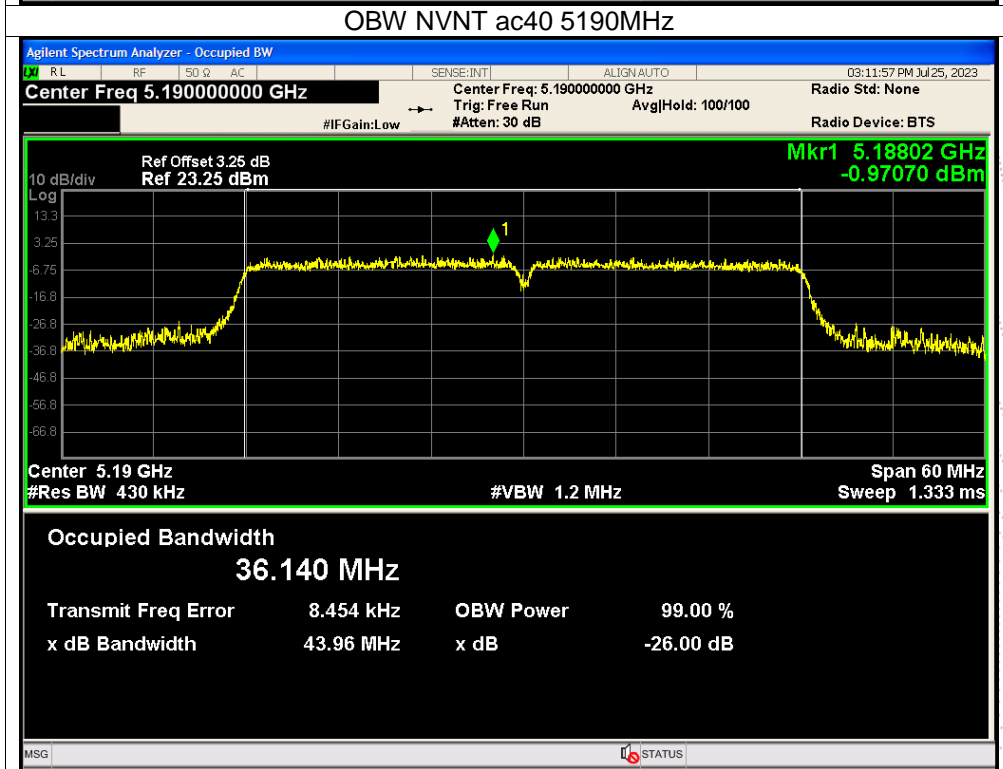 OBW NVNT ac40 5190MHz
Agilent Spectrum Analyzer - Occupied BW
LXI RL RF 50 Ω AC SENSE:INT ALIGN AUTO 03:11:57 PM Jul 25, 2023
Center Freq 5.190000000 GHz Center Freq: 5.190000000 GHz Radio Std: None
Trig: Free Run Avg|Hold: 100/100
#IFGain:Low #Atten: 30 dB Radio Device: BTS
Mkr1 5.18802 GHz
-0.97070 dBm
Ref Offset 3.25 dB
10 dB/div Ref 23.25 dBm
Log
13.3
1
3.25
-6.75
-16.8
-26.8
-36.8
-46.8
-56.8
-66.8
Center 5.19 GHz Span 60 MHz
#Res BW 430 kHz #VBW 1.2 MHz Sweep 1.333 ms
Occupied Bandwidth
36.140 MHz
Transmit Freq Error 8.454 kHz OBW Power 99.00 %
x dB Bandwidth 43.96 MHz x dB -26.00 dB
MSG STATUS